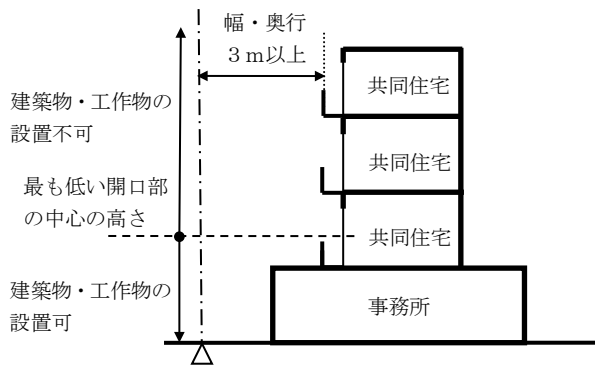 幅・奥行
３ｍ以上
共同住宅
建築物・工作物の
設置不可
共同住宅
最も低い開口部
の中心の高さ
共同住宅
建築物・工作物の
設置可
事務所